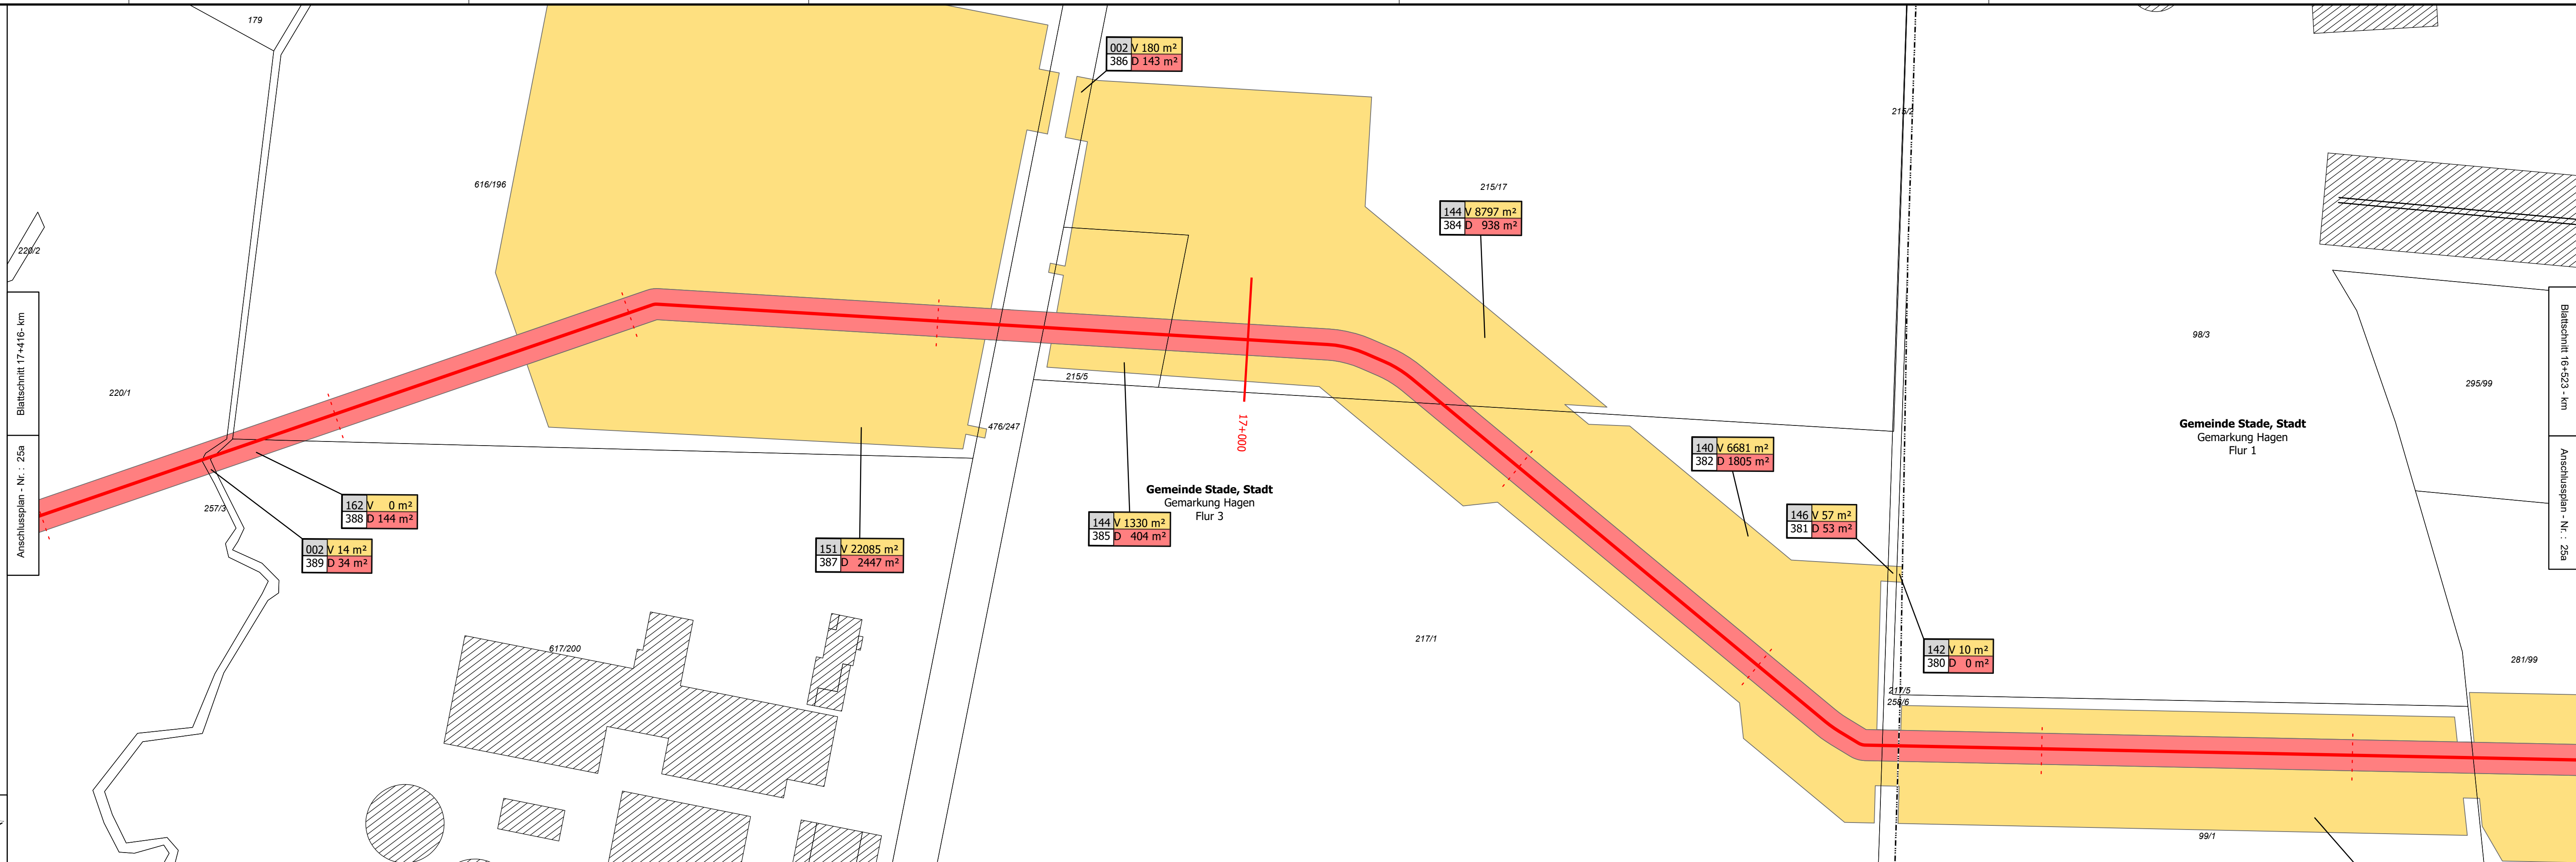 179
002 V 180 m²
386 D 143 m²
215/2
616/196
215/17
144 V 8797 m²
384 D 938 m²
220/2
Blattschnitt 17+416- km
Anschlussplan - Nr. : 25a
220/1
98/3
295/99
Blattschnitt 16+523 - km
Anschlussplan - Nr. : 25a
215/5
476/247
17+000
Gemeinde Stade, Stadt
Gemarkung Hagen
Flur 1
140 V 6681 m²
382 D 1805 m²
Gemeinde Stade, Stadt
Gemarkung Hagen
Flur 3
257/3
162 V 0 m²
388 D 144 m²
002 V 14 m²
389 D 34 m²
151 V 22085 m²
387 D 2447 m²
144 V 1330 m²
385 D 404 m²
146 V 57 m²
381 D 53 m²
617/200
217/1
142 V 10 m²
380 D 0 m²
281/99
217/5
258/6
99/1